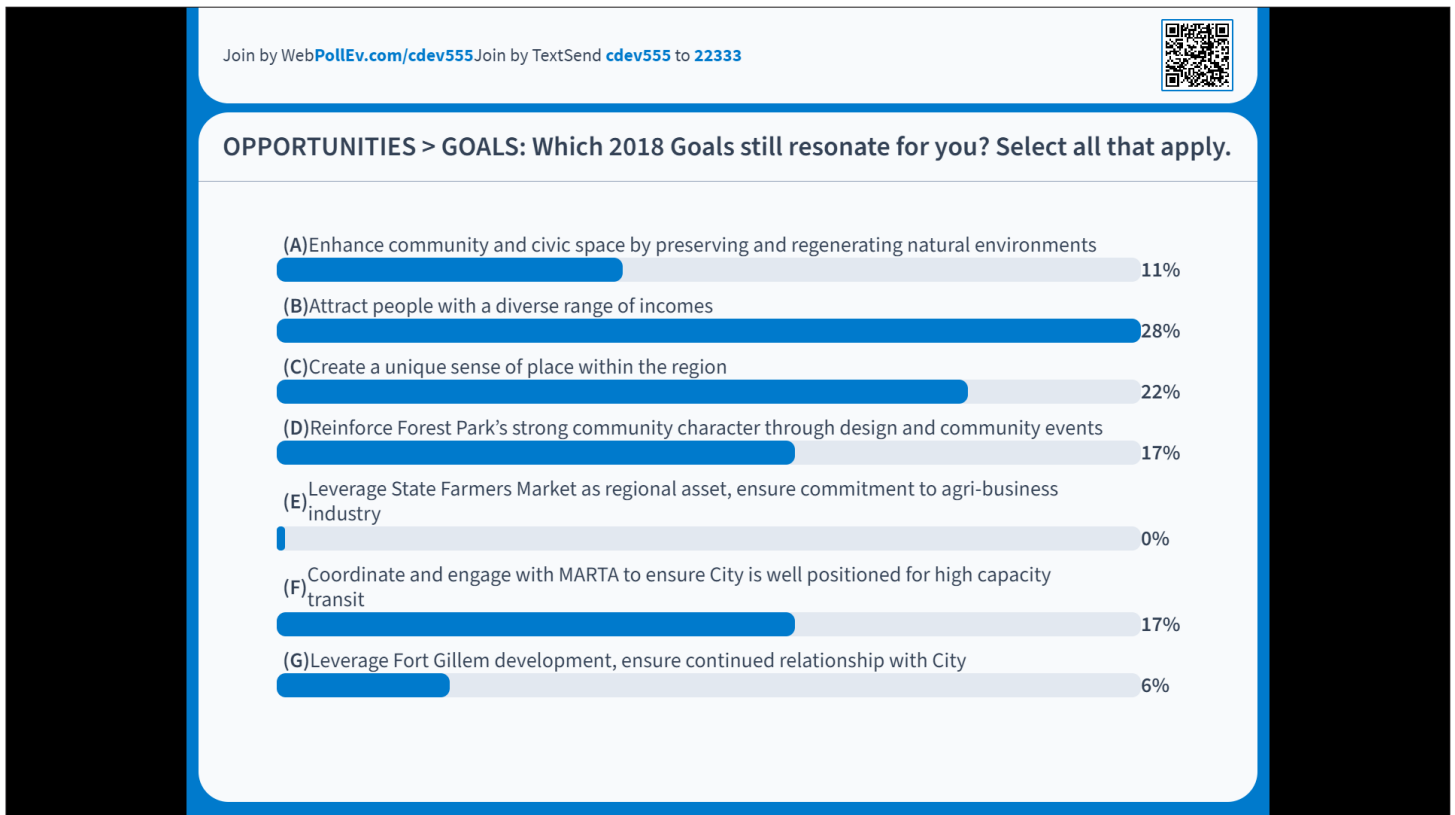 Join by WebPollEv.com/cdev555Join by TextSend cdev555 to 22333
OPPORTUNITIES > GOALS: Which 2018 Goals still resonate for you? Select all that apply.
(A)Enhance community and civic space by preserving and regenerating natural environments
11%
(B)Attract people with a diverse range of incomes
28%
(C)Create a unique sense of place within the region
22%
(D)Reinforce Forest Park’s strong community character through design and community events
17%
(E)Leverage State Farmers Market as regional asset, ensure commitment to agri-business
industry
0%
(F)Coordinate and engage with MARTA to ensure City is well positioned for high capacity
transit
17%
(G)Leverage Fort Gillem development, ensure continued relationship with City
6%